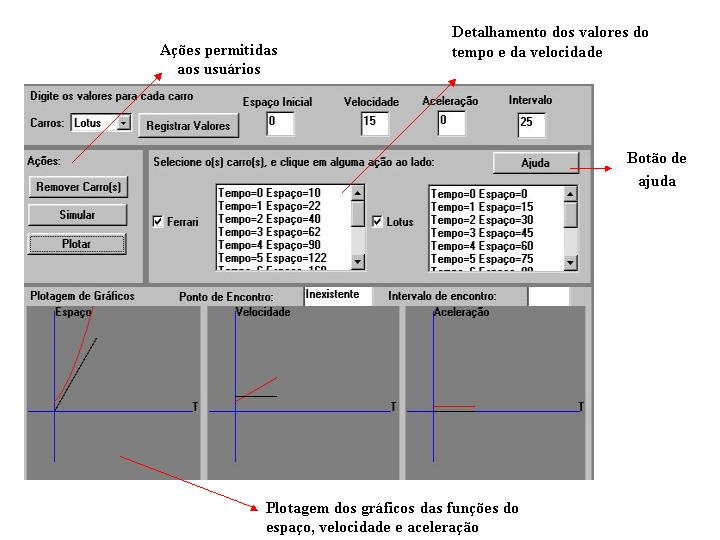 Detalhamento dos valores do
tempo e da velocidade
Ações permitidas
aos usuários
Digite os valores para cada carro
Espaço Inicial
Velocidade
Aceleração
Intervalo
Carros:
Lotus
Registrar Valores
0
15
0
25
Ações:
Selecione o(s) carro(s), e clique em alguma ação ao lado:
Ajuda
Botão de
ajuda
Remover Carro(s)
Simular
Plotar
Ferrari
Tempo=0 Espaço=10
Tempo=1 Espaço=22
Tempo=2 Espaço=40
Tempo=3 Espaço=62
Tempo=4 Espaço=90
Tempo=5 Espaço=122
Lotus
Tempo=0 Espaço=0
Tempo=1 Espaço=15
Tempo=2 Espaço=30
Tempo=3 Espaço=45
Tempo=4 Espaço=60
Tempo=5 Espaço=75
Plotagem de Gráficos
Ponto de Encontro:
Inexistente
Intervalo de encontro:
Espaço
T
Velocidade
T
Aceleração
T
Plotagem dos gráficos das funções do
espaço, velocidade e aceleração